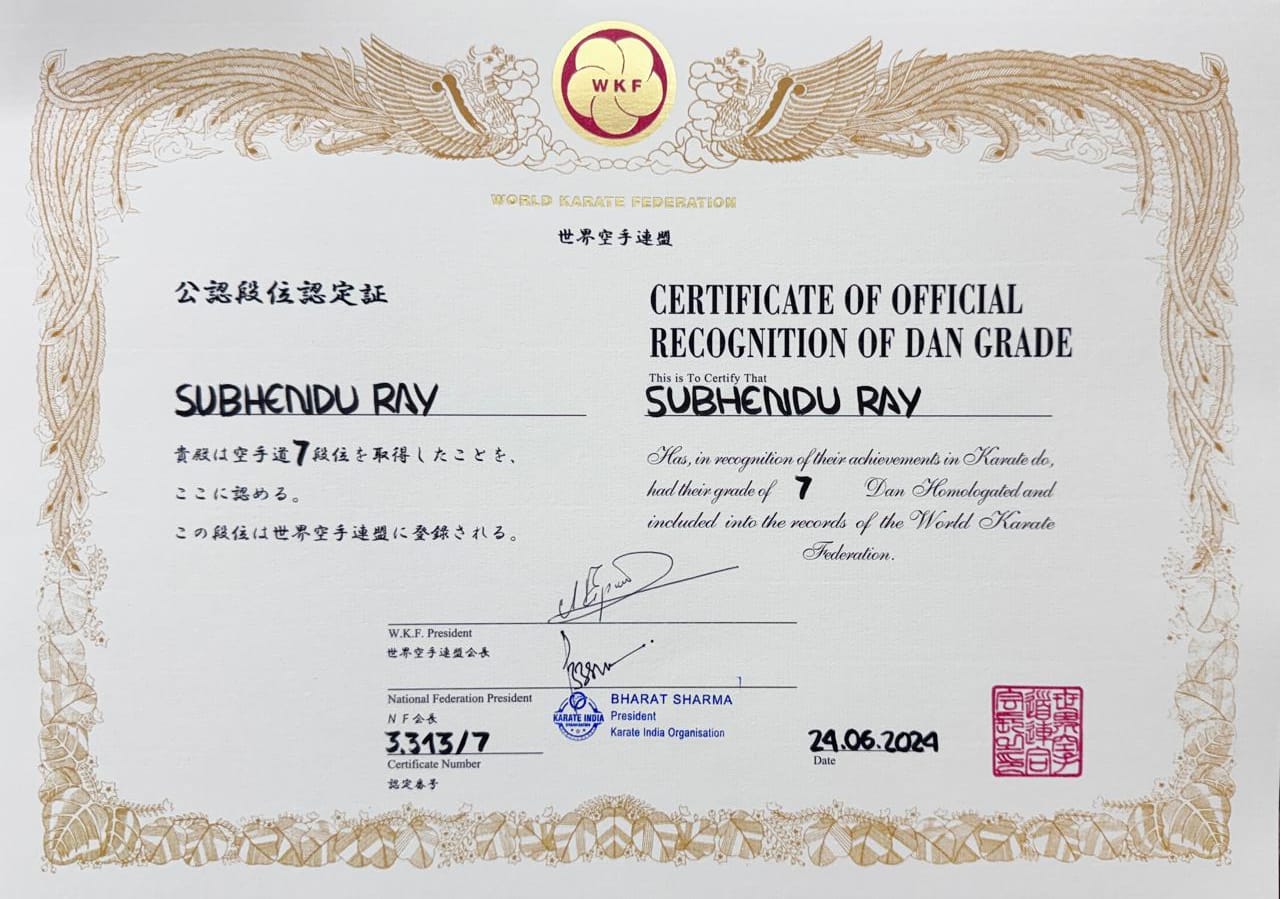 WKF
WORLD KARATE FEDERATION
世界空手連盟
公認段位認定証
SUBHENDU RAY
貴殿は空手道7段位を取得したことを、
ここに認める。
この段位は世界空手連盟に登録される。
CERTIFICATE OF OFFICIAL
RECOGNITION OF DAN GRADE
This is To Certify That
SUBHENDU RAY
Has, in recognition of their achievements in Karate do,
had their grade of 7 Dan Homologated and
included into the records of the World Karate
Federation.
W.K.F. President
世界空手連盟会長
National Federation President
NF会長
KARATE INDIA
ORGANISATION
BHARAT SHARMA
President
Karate India Organisation
3.313/7
Certificate Number
認定番号
24.06.2024
Date